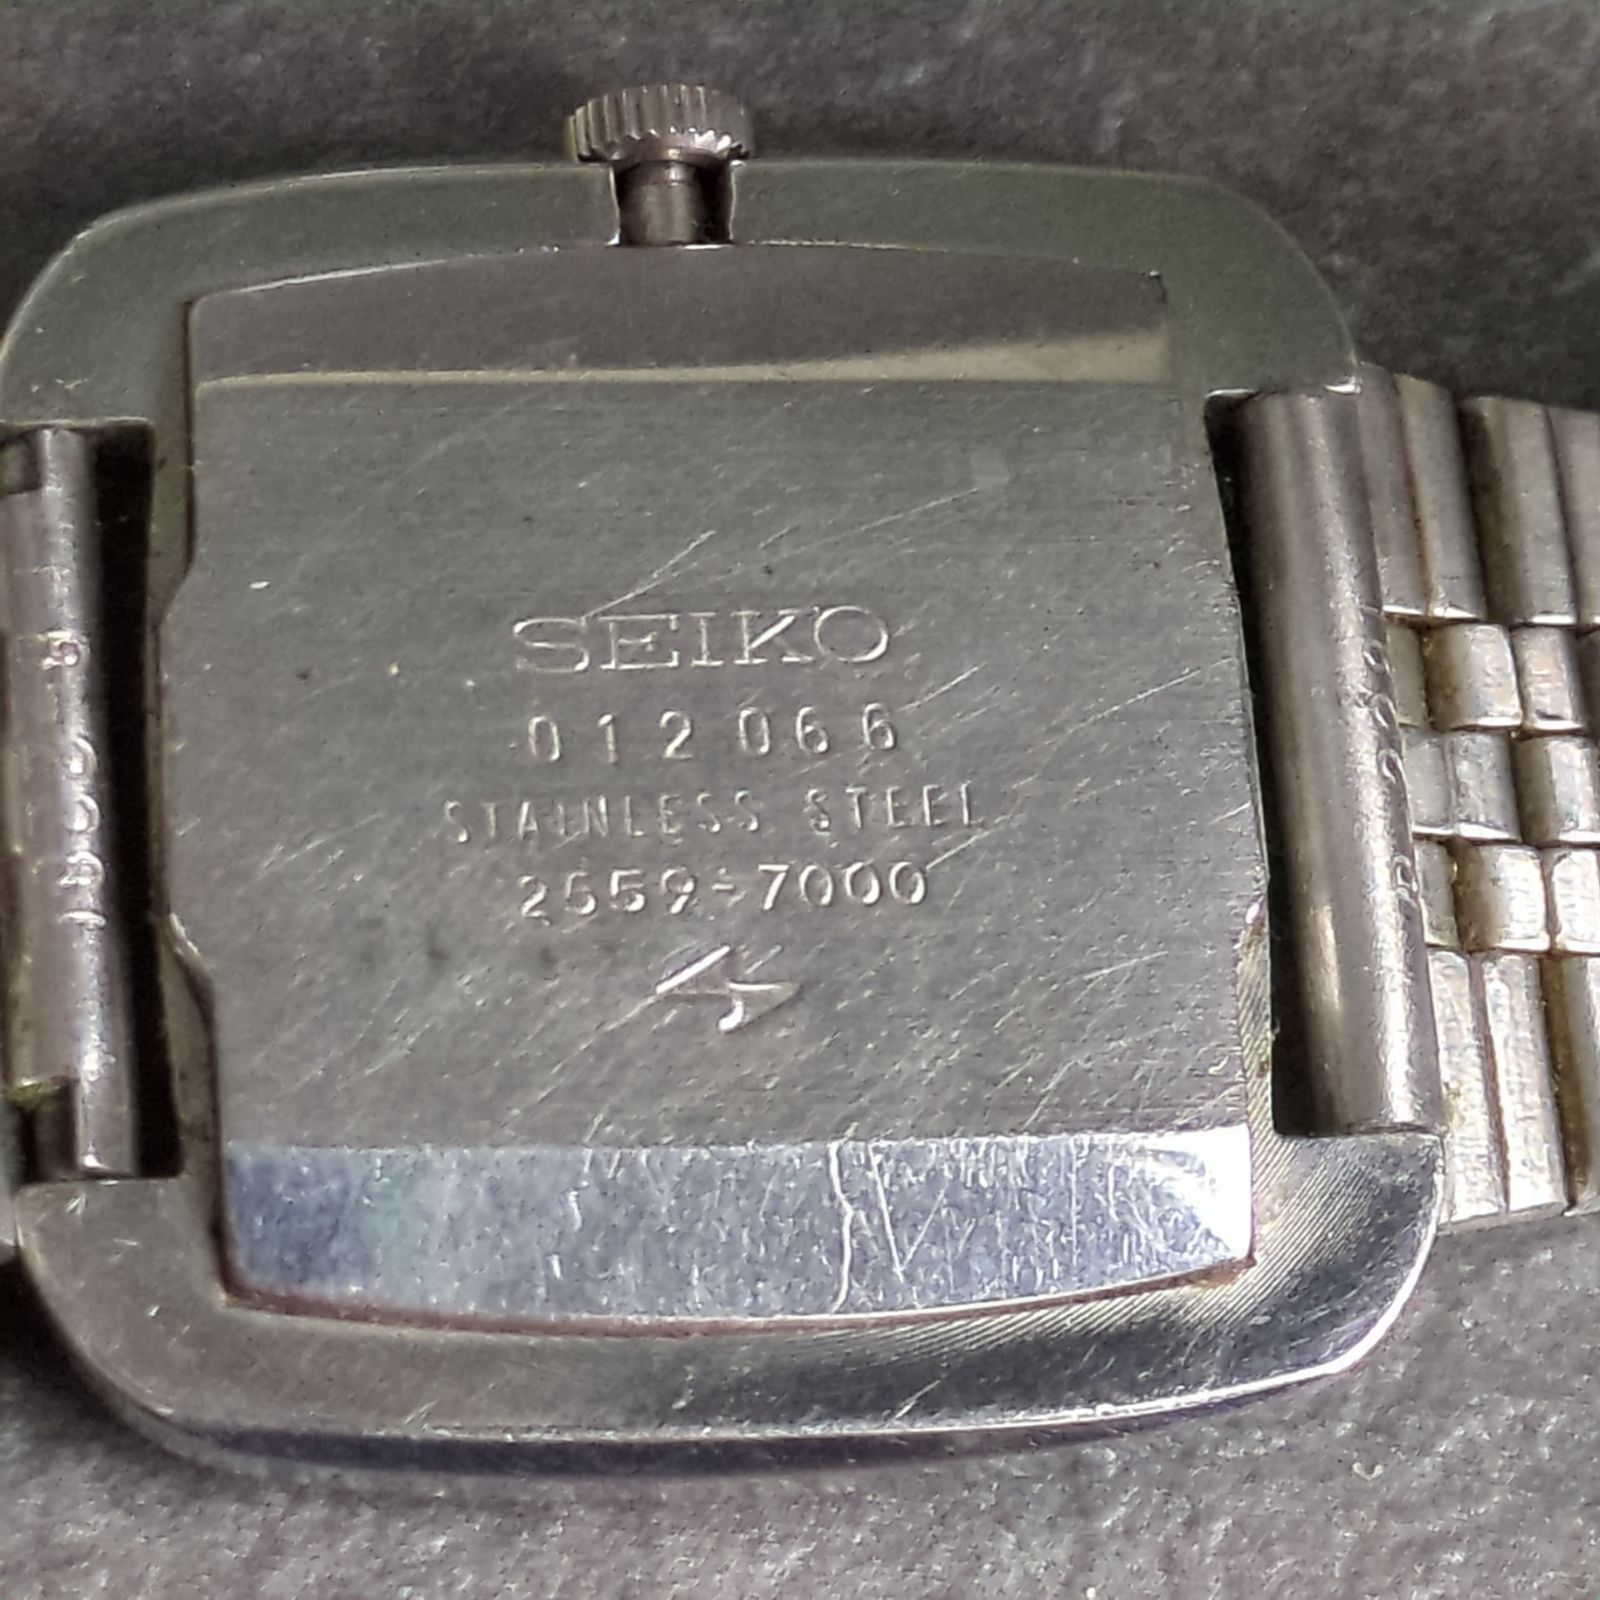 SEIKO
012066
STAINLESS STEEL
2559-7000